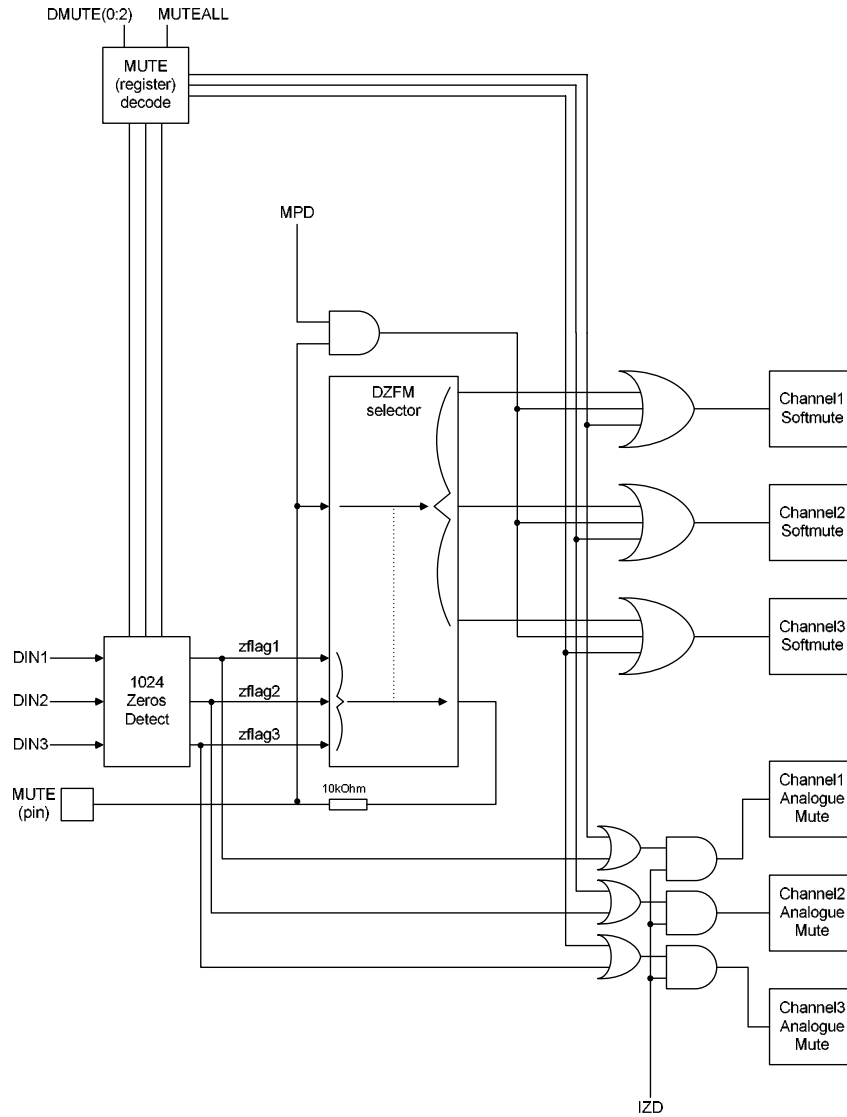 DMUTE(0:2)
MUTEALL
MUTE
(register)
decode
MPD
DZFM
selector
Channel1
Softmute
Channel2
Softmute
Channel3
Softmute
DIN1
DIN2
DIN3
1024
Zeros
Detect
zflag1
zflag2
zflag3
MUTE
(pin)
10kOhm
Channel1
Analogue
Mute
Channel2
Analogue
Mute
Channel3
Analogue
Mute
IZD